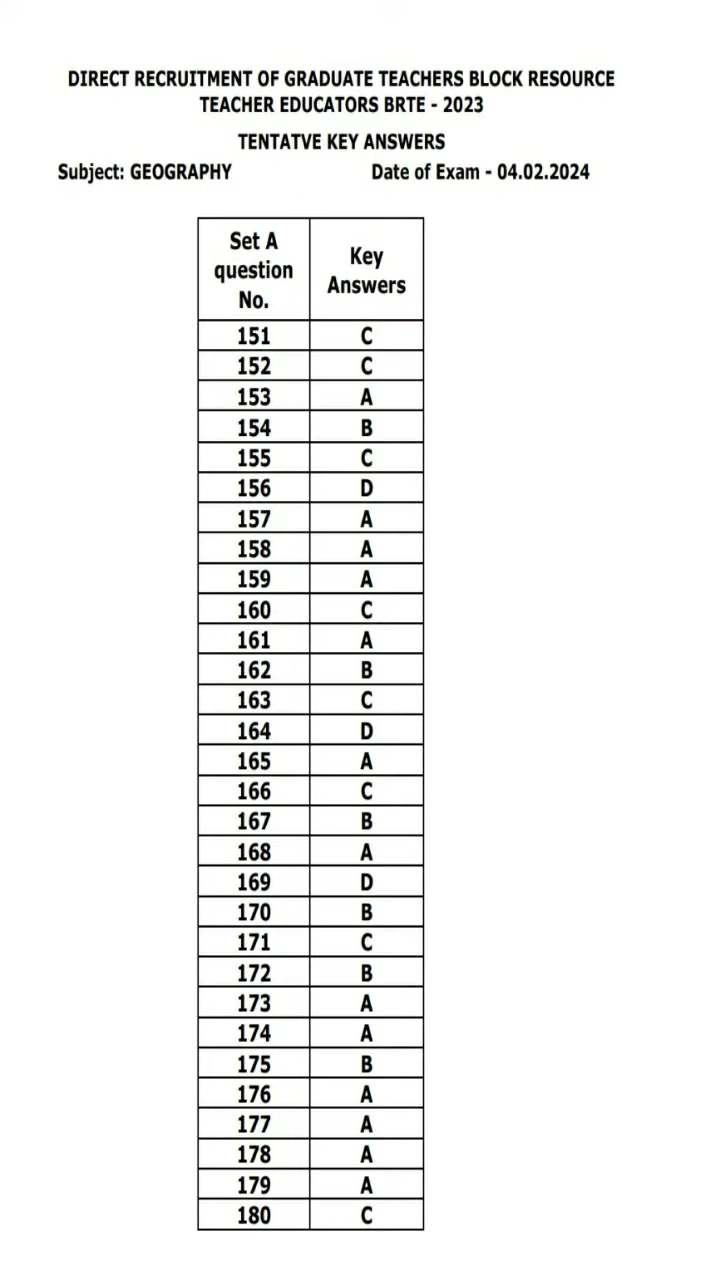 DIRECT RECRUITMENT OF GRADUATE TEACHERS BLOCK RESOURCE
TEACHER EDUCATORS BRTE - 2023
TENTATVE KEY ANSWERS
Subject: GEOGRAPHY Date of Exam - 04.02.2024
Set A
question
No.
Key
Answers
151 C
152 C
153 A
154 B
155 C
156 D
157 A
158 A
159 A
160 C
161 A
162 B
163 C
164 D
165 A
166 C
167 B
168 A
169 D
170 B
171 C
172 B
173 A
174 A
175 B
176 A
177 A
178 A
179 A
180 C